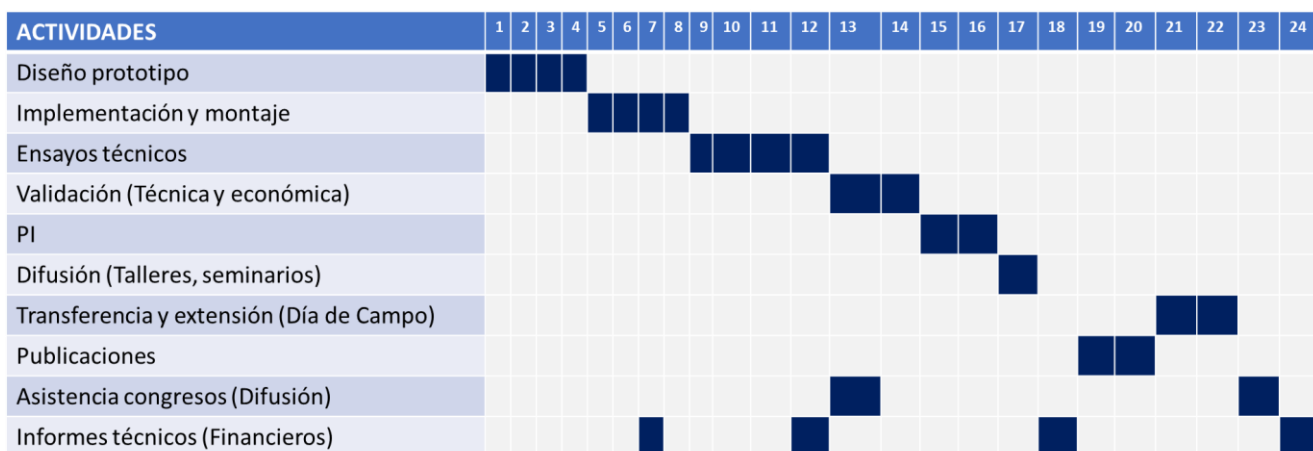 ACTIVIDADES 1 2 3 4 5 6 7 8 9 10 11 12 13 14 15 16 17 18 19 20 21 22 23 24
Diseño prototipo
Implementación y montaje
Ensayos técnicos
Validación (Técnica y económica)
PI
Difusión (Talleres, seminarios)
Transferencia y extensión (Día de Campo)
Publicaciones
Asistencia congresos (Difusión)
Informes técnicos (Financieros)